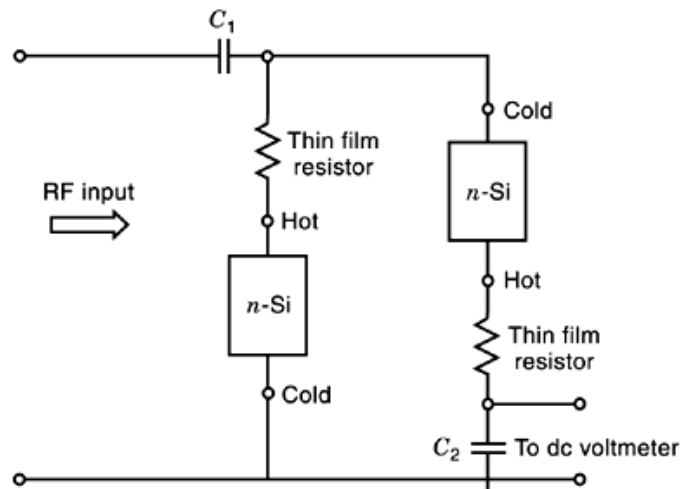 C1
Cold
Thin film
resistor
RF input
n-Si
Hot
Hot
n-Si
Thin film
resistor
Cold
C2
To dc voltmeter